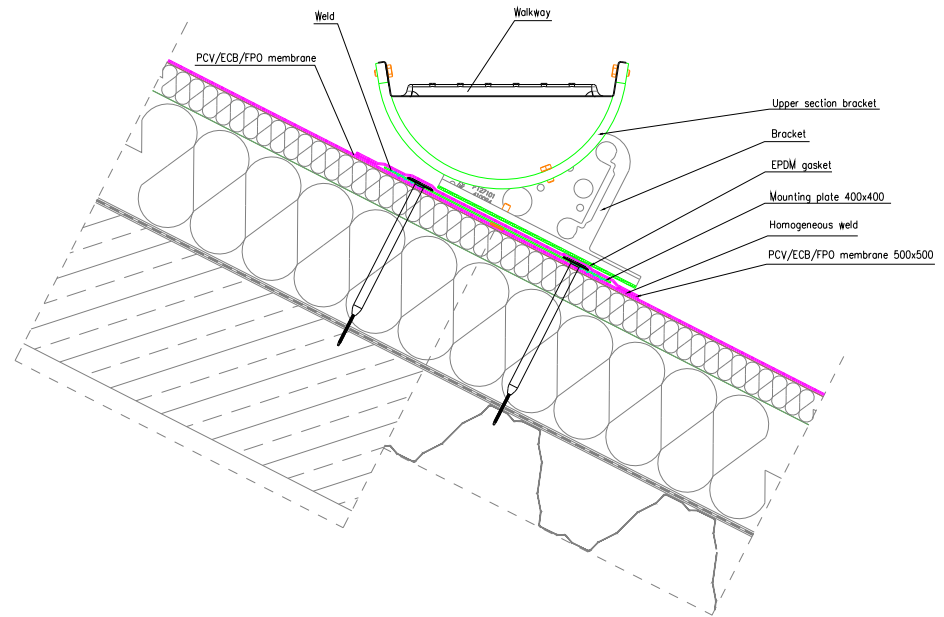 Weld
Walkway
PCV/ECB/FPO membrane
Upper section bracket
Bracket
EPDM gasket
Mounting plate 400x400
Homogeneous weld
PCV/ECB/FPO membrane 500x500